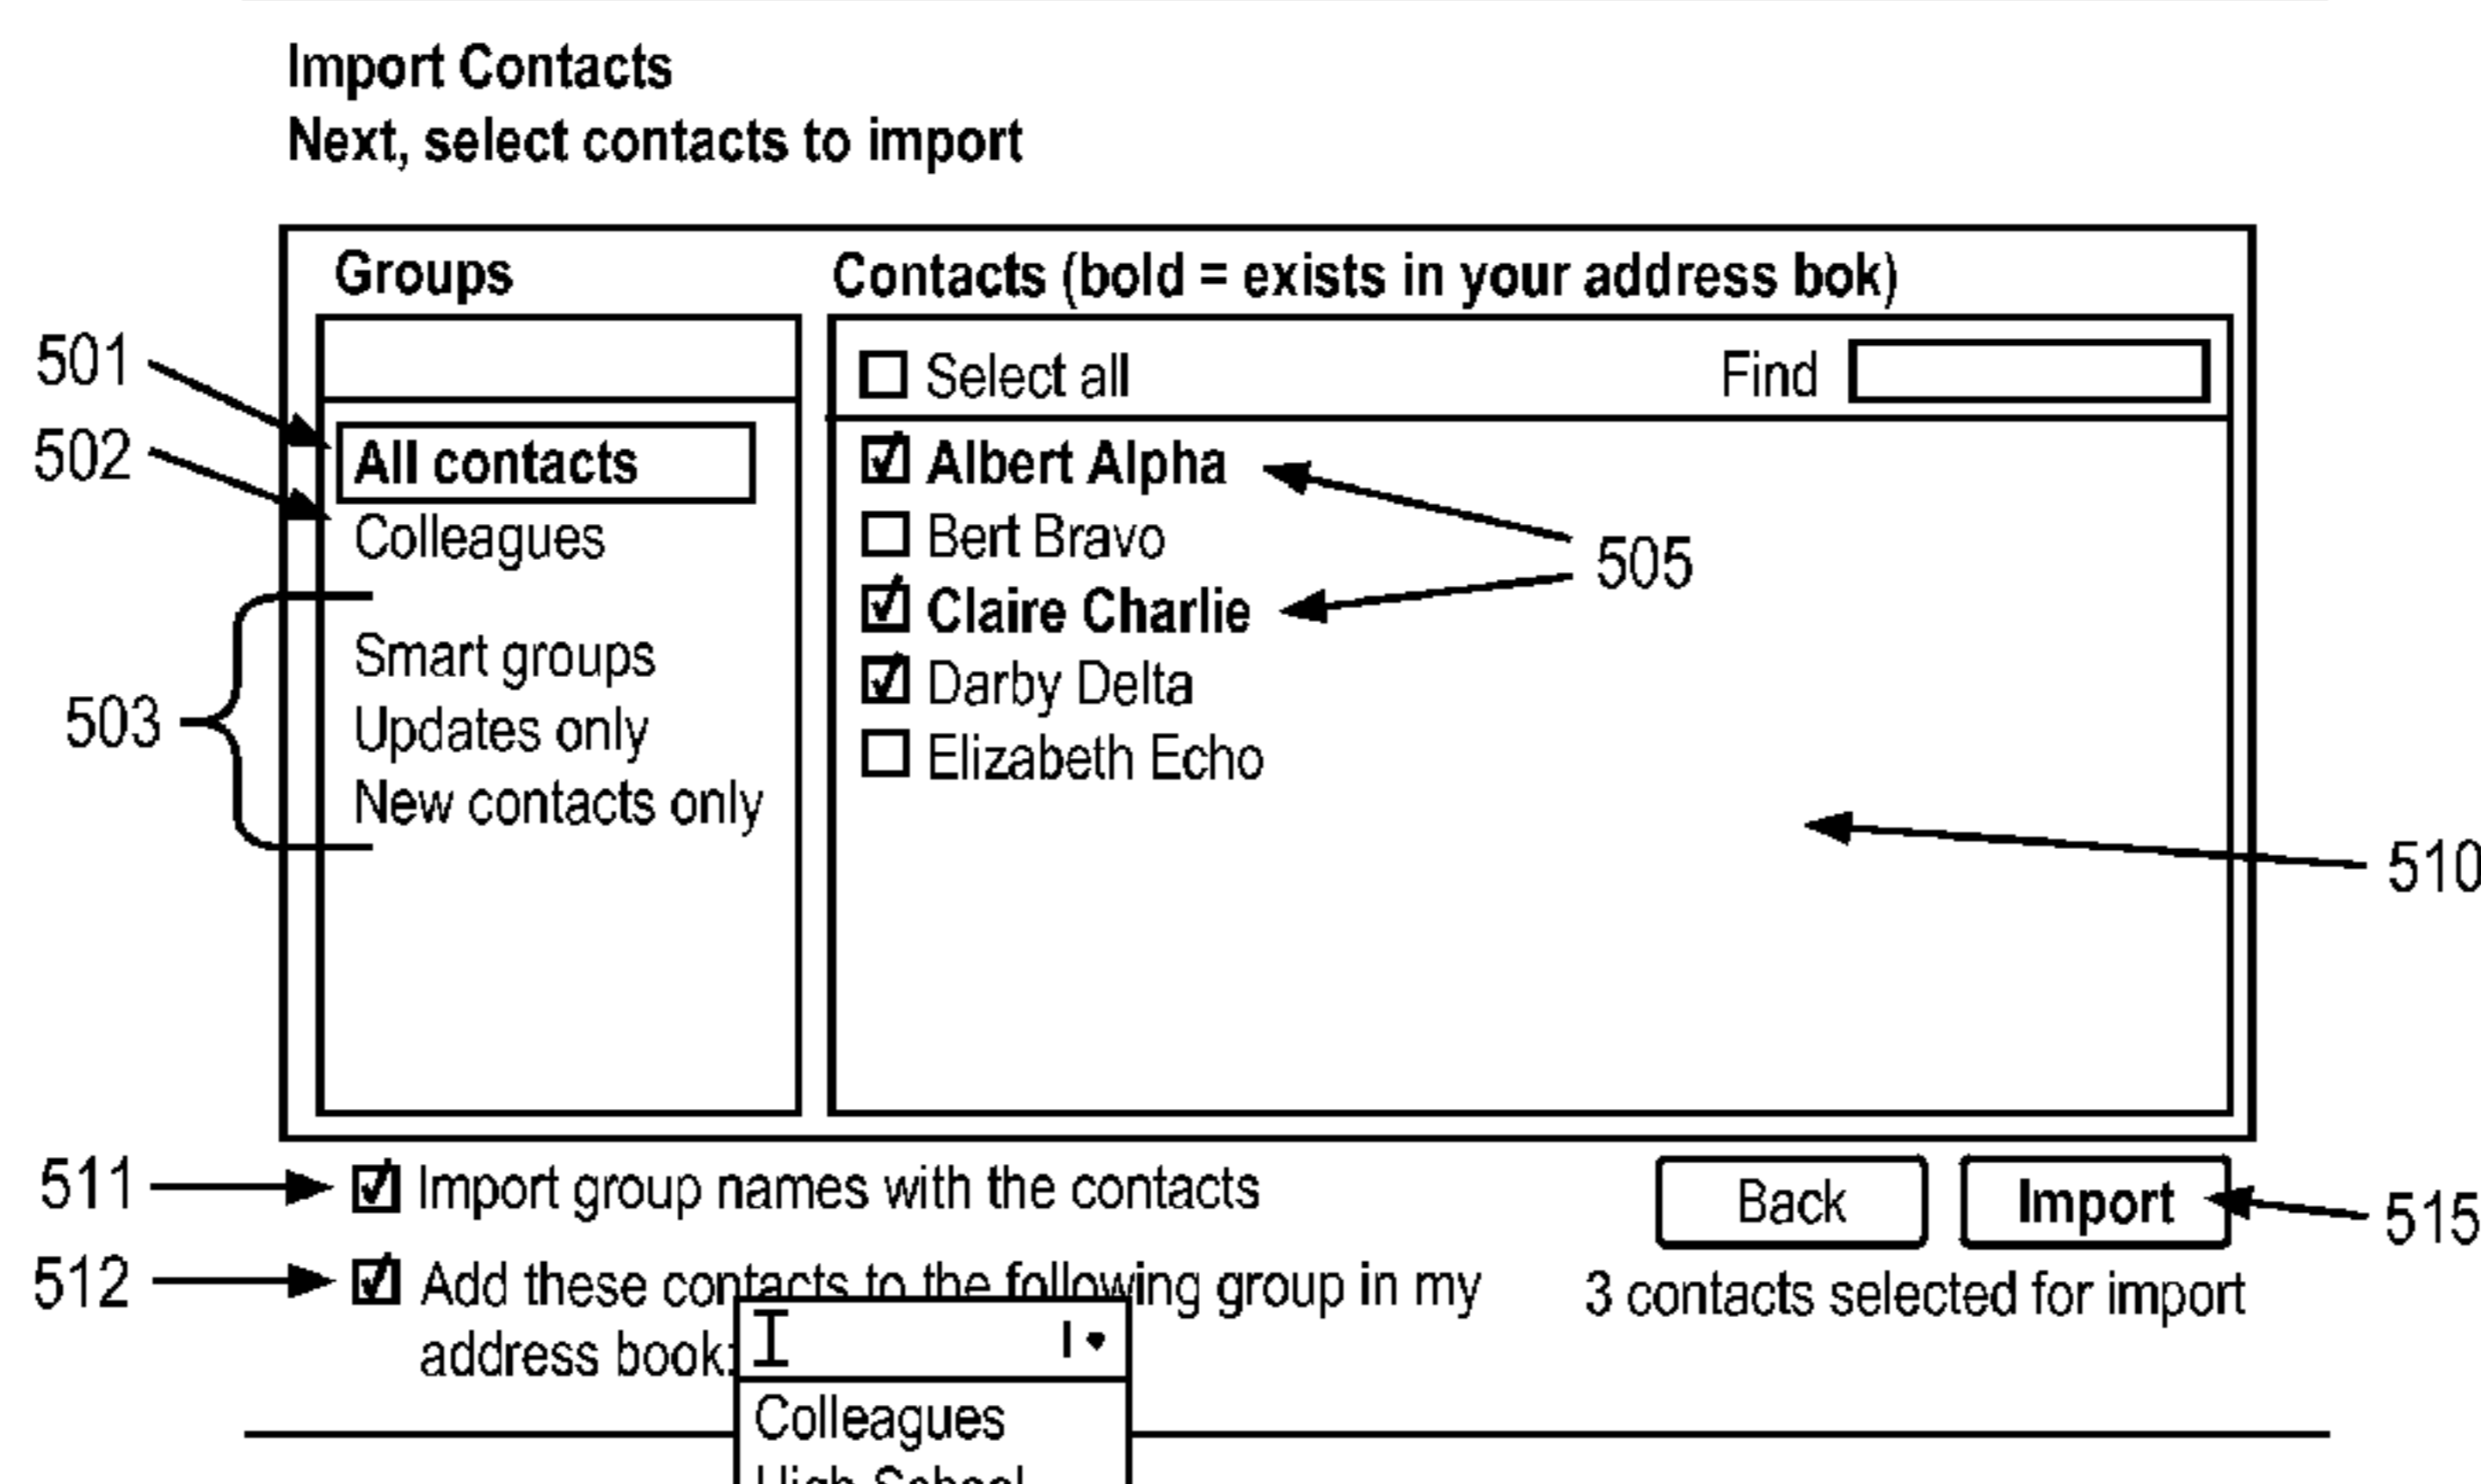 Import Contacts
Next, select contacts to import
Groups
Contacts (bold = exists in your address bok)
501
Select all
Find
502
All contacts
Albert Alpha
Colleagues
Bert Bravo
505
Claire Charlie
503
Smart groups
Darby Delta
Updates only
Elizabeth Echo
New contacts only
510
511
Import group names with the contacts
Back
Import
515
512
Add these contacts to the following group in my
3 contacts selected for import
address book:
Colleagues
High School